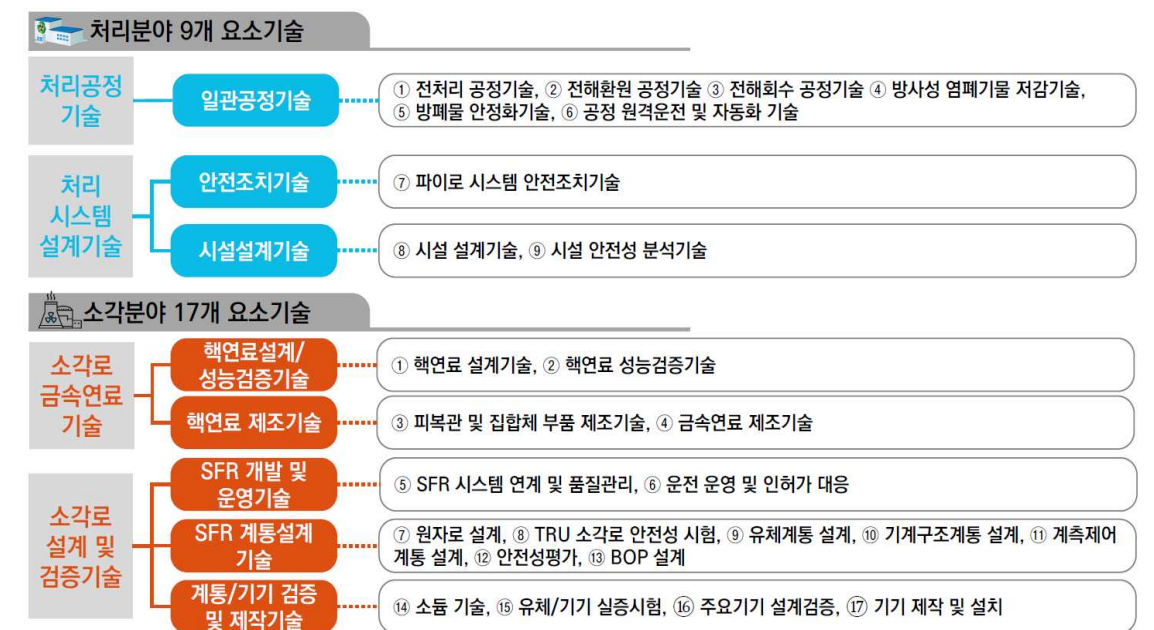 처리분야 9개 요소기술
처리공정
기술
일관공정기술
① 전처리 공정기술, ② 전해환원 공정기술 ③ 전해회수 공정기술 ④ 방사성 염폐기물 저감기술,
⑤ 방폐물 안정화기술, ⑥ 공정 원격운전 및 자동화 기술
처리
시스템
설계기술
안전조치기술
⑦ 파이로 시스템 안전조치기술
시설설계기술
⑧ 시설 설계기술, ⑨ 시설 안전성 분석기술
소각분야 17개 요소기술
소각로
금속연료
기술
핵연료설계/
성능검증기술
① 핵연료 설계기술, ② 핵연료 성능검증기술
핵연료 제조기술
③ 피복관 및 집합체 부품 제조기술, ④ 금속연료 제조기술
소각로
설계 및
검증기술
SFR 개발 및
운영기술
⑤ SFR 시스템 연계 및 품질관리, ⑥ 운전 운영 및 인허가 대응
SFR 계통설계
기술
⑦ 원자로 설계, ⑧ TRU 소각로 안전성 시험, ⑨ 유체계통 설계, ⑩ 기계구조계통 설계, ⑪ 계측제어
계통 설계, ⑫ 안전성평가, ⑬ BOP 설계
계통/기기 검증
및 제작기술
⑭ 소듐 기술, ⑮ 유체/기기 실증시험, ⑯ 주요기기 설계검증, ⑰ 기기 제작 및 설치